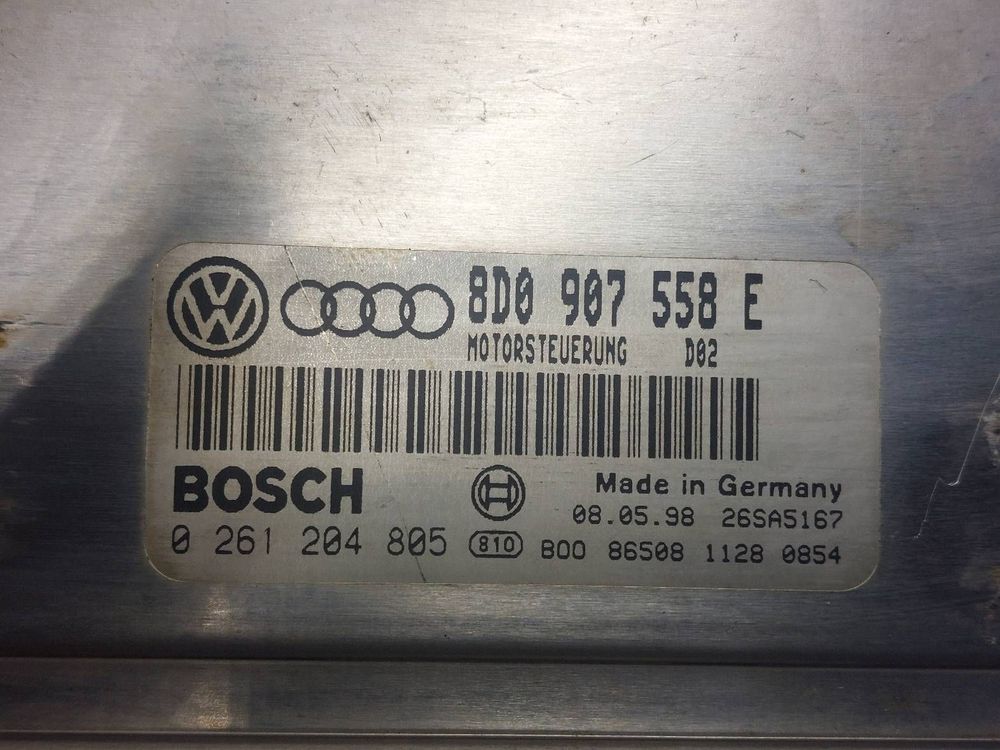 8D0 907 558 E
MOTORSTEUERUNG D02
BOSCH
Made in Germany
08.05.98 26SA5167
0 261 204 805 810 B00 86508 1128 0854